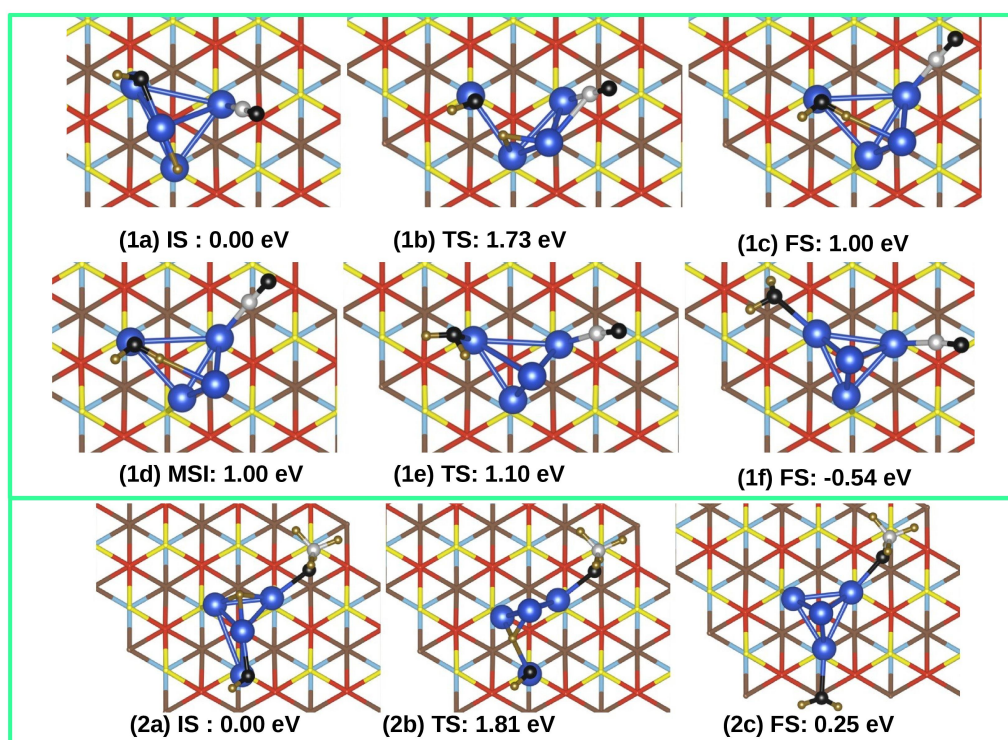 (1a) IS : 0.00 eV (1b) TS: 1.73 eV (1c) FS: 1.00 eV
(1d) MSI: 1.00 eV (1e) TS: 1.10 eV (1f) FS: -0.54 eV
(2a) IS : 0.00 eV (2b) TS: 1.81 eV (2c) FS: 0.25 eV